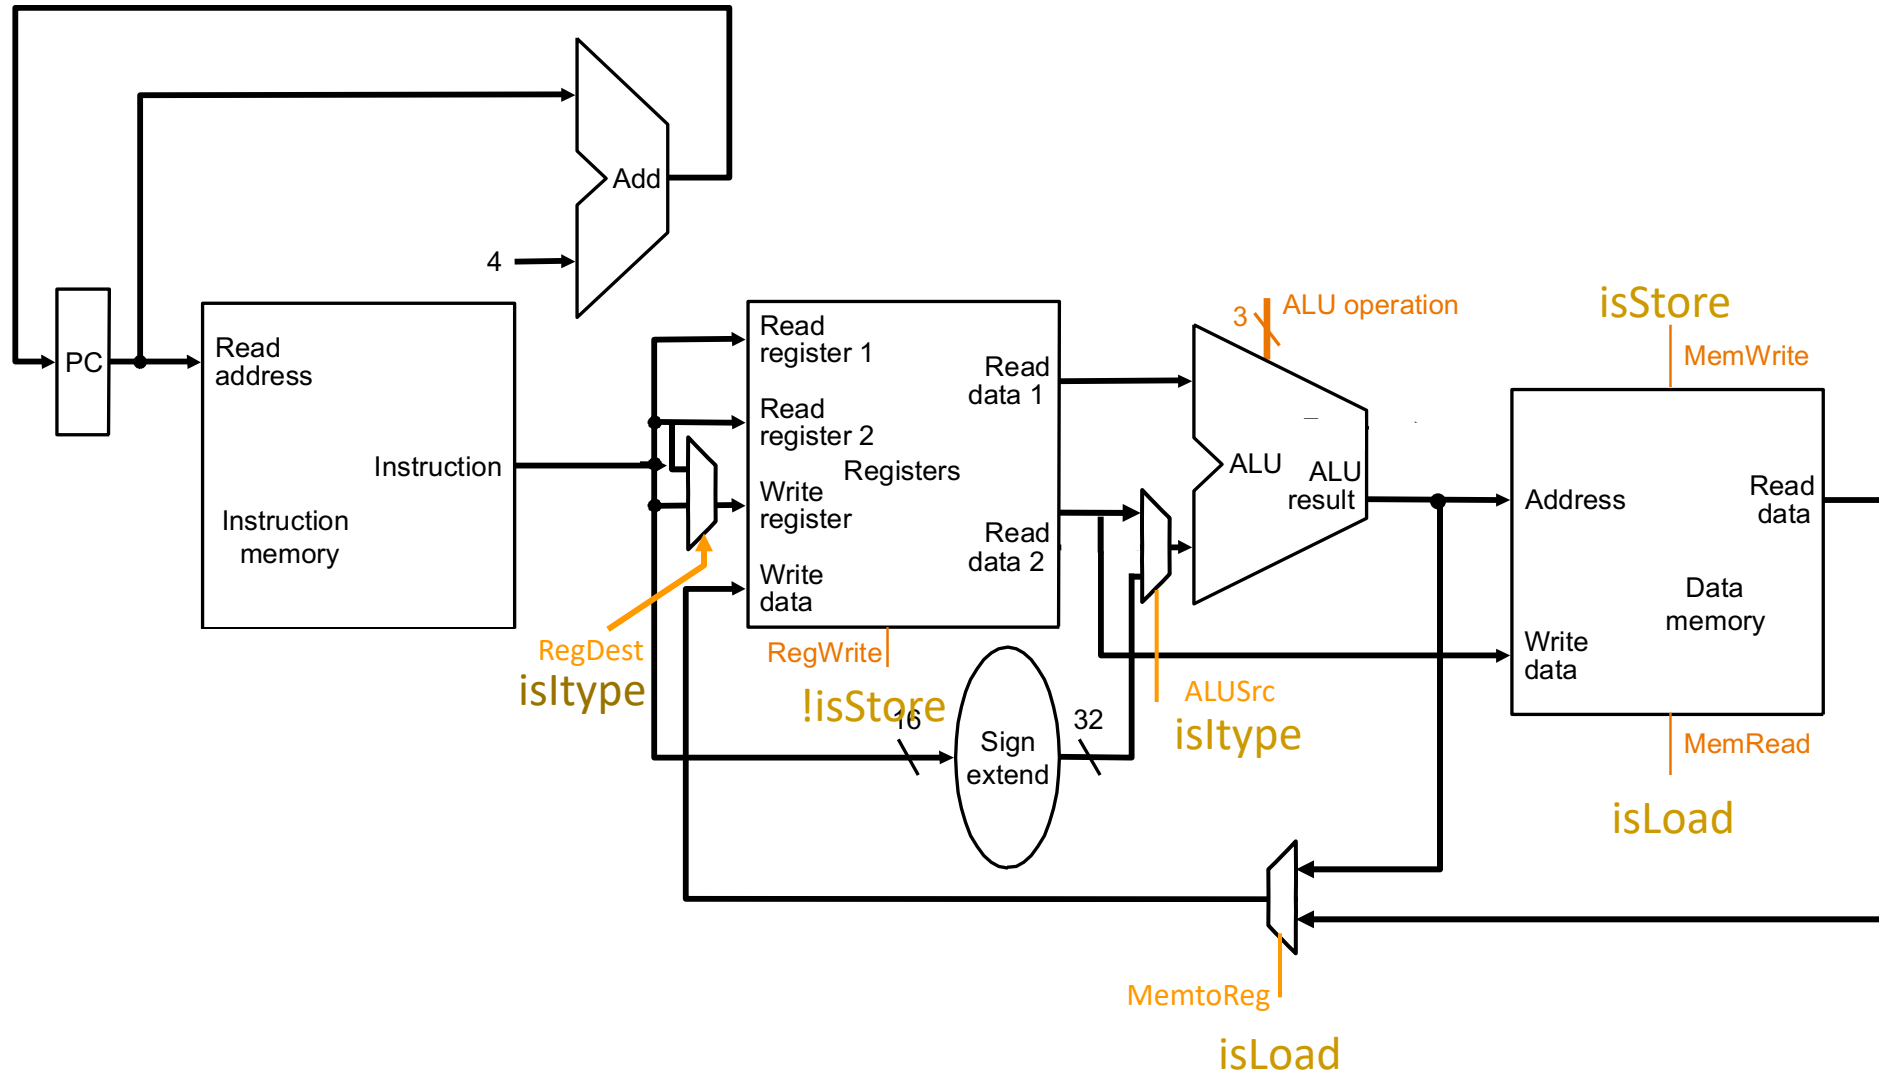 Add
4
PC
Read
address
Instruction
Instruction
memory
Read
register 1
Read
register 2
Registers
Write
register
Write
data
Read
data 1
Read
data 2
RegDest
isItype
RegWrite
!isStore
16
Sign
extend
32
3
ALU operation
ALU
ALU
result
ALUSrc
isItype
isStore
MemWrite
Address
Read
data
Data
memory
Write
data
MemRead
isLoad
MemtoReg
isLoad